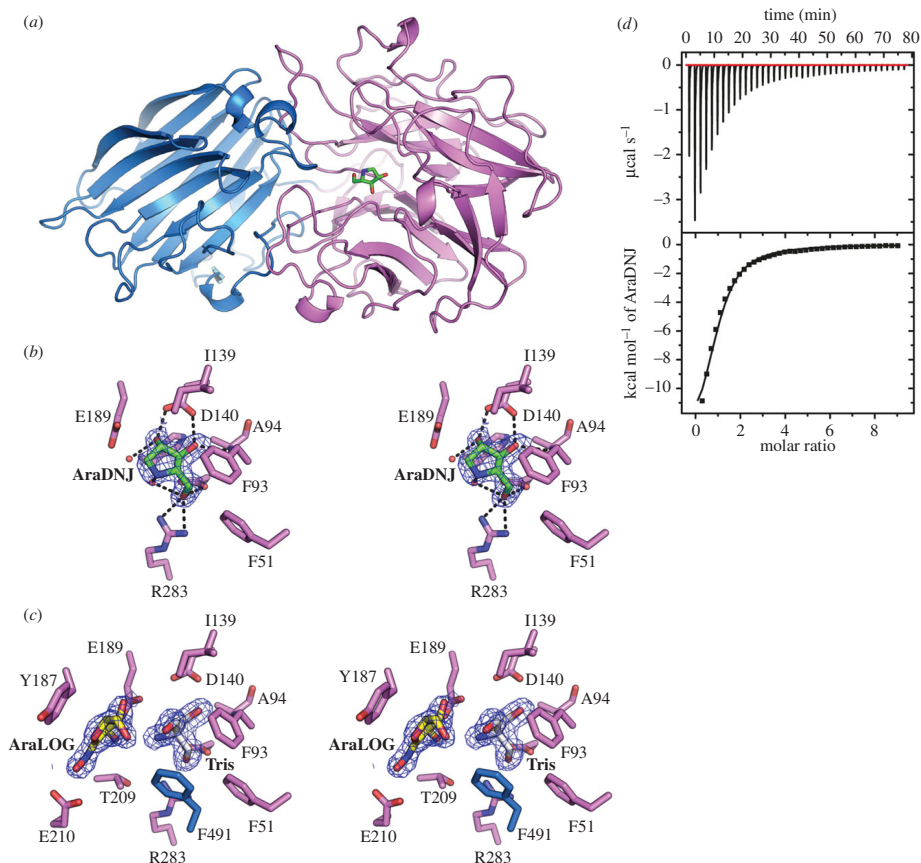 (a)
(d)
time (min)
0 10 20 30 40 50 60 70 80
0
−1
−2
−3
µcal s−1
0
−2
−4
−6
−8
−10
kcal mol−1 of AraDNJ
0 2 4 6 8
molar ratio
(b)
I139
E189
D140
A94
AraDNJ
F93
F51
R283
I139
E189
D140
A94
AraDNJ
F93
F51
R283
(c)
I139
E189
Y187
D140
A94
AraLOG
F93
Tris
T209
E210
F491
F51
R283
I139
E189
Y187
D140
A94
AraLOG
F93
Tris
T209
E210
F491
F51
R283